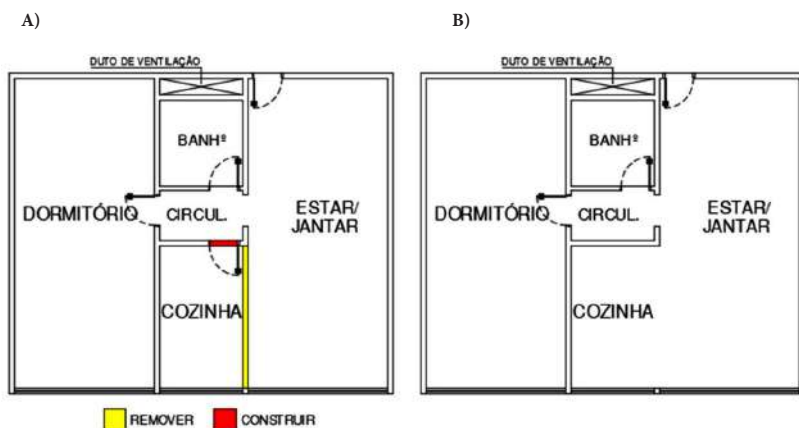 A)
B)
DUTO DE VENTILAÇÃO
BANHº
DORMITÓRIO
CIRCUL.
ESTAR/
JANTAR
COZINHA
REMOVER
CONSTRUIR
DUTO DE VENTILAÇÃO
BANHº
DORMITÓRIO
CIRCUL.
ESTAR/
JANTAR
COZINHA